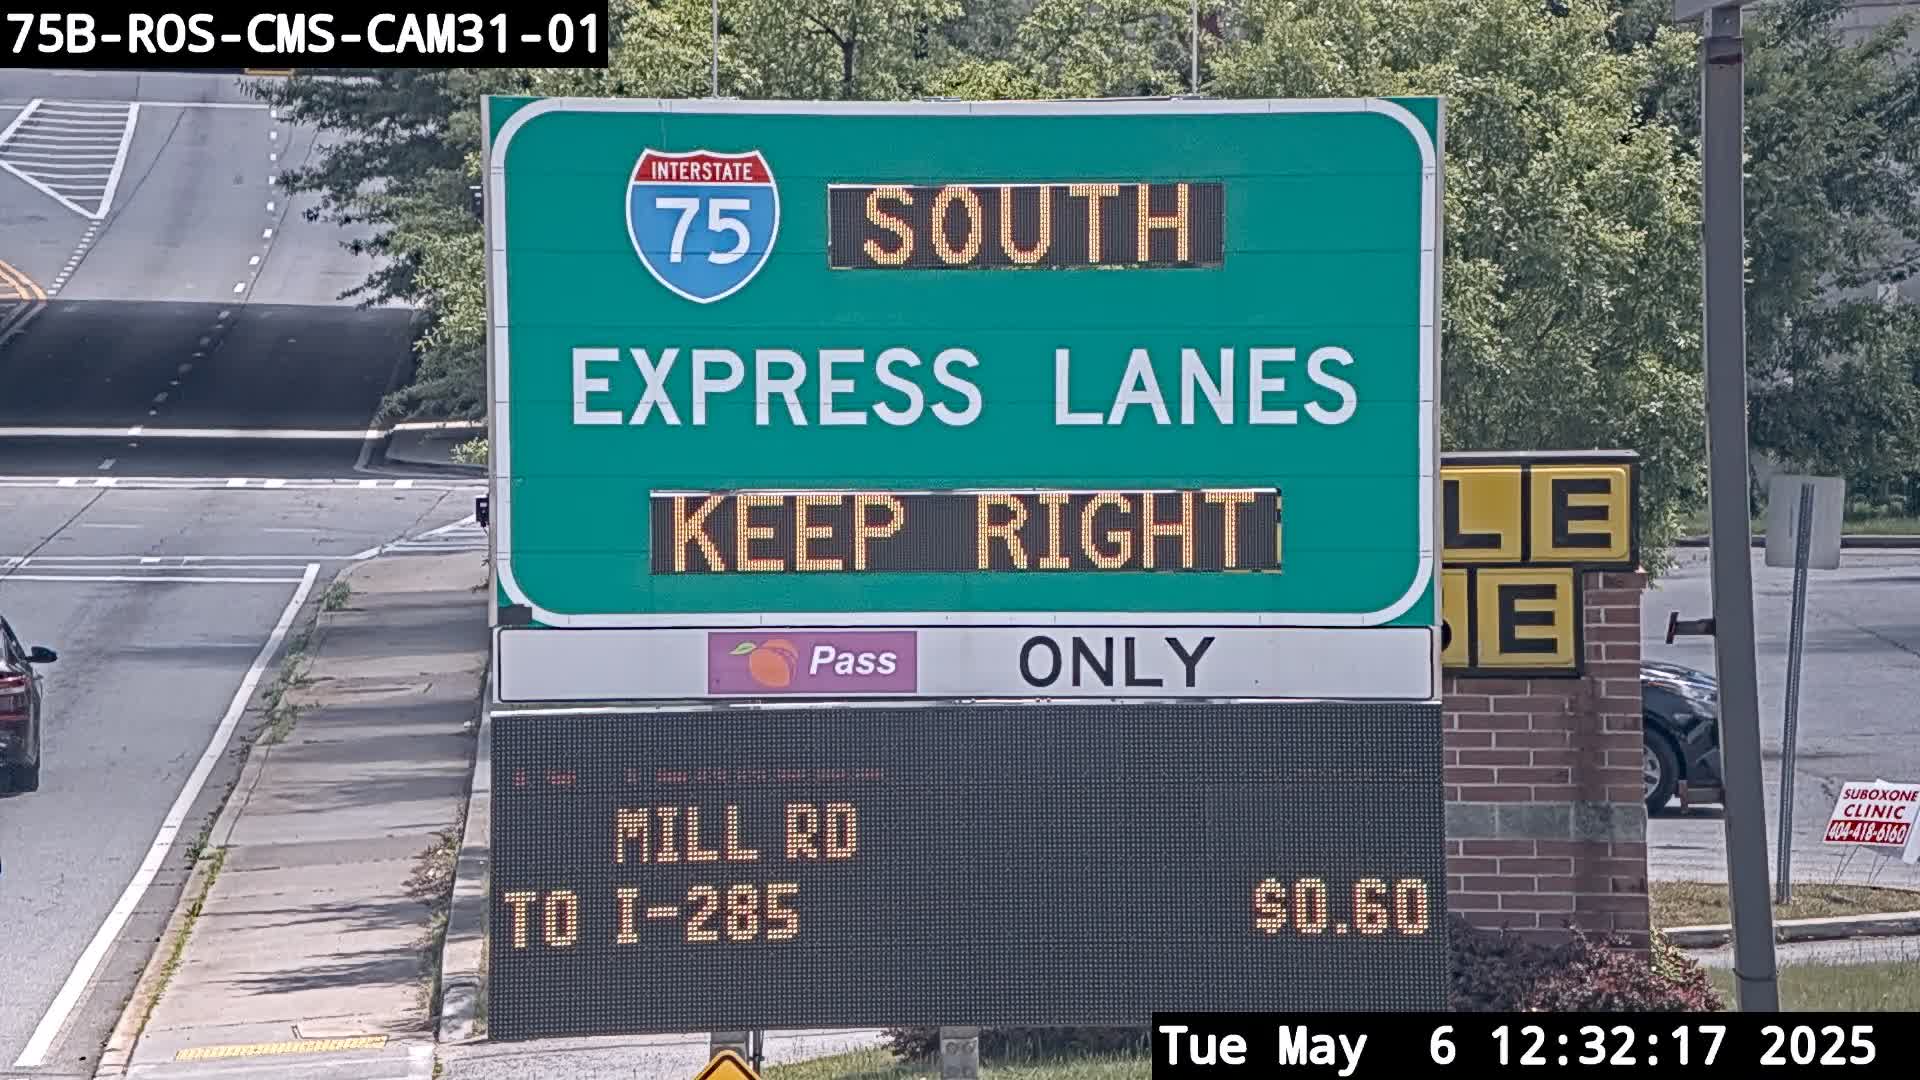 75B-ROS-CMS-CAM31-01
INTERSTATE
75
SOUTH
EXPRESS LANES
KEEP RIGHT
Pass ONLY
MILL RD
TO I-285 $0.60
LE
E
SUBOXONE
CLINIC
404-418-6160
Tue May 6 12:32:17 2025